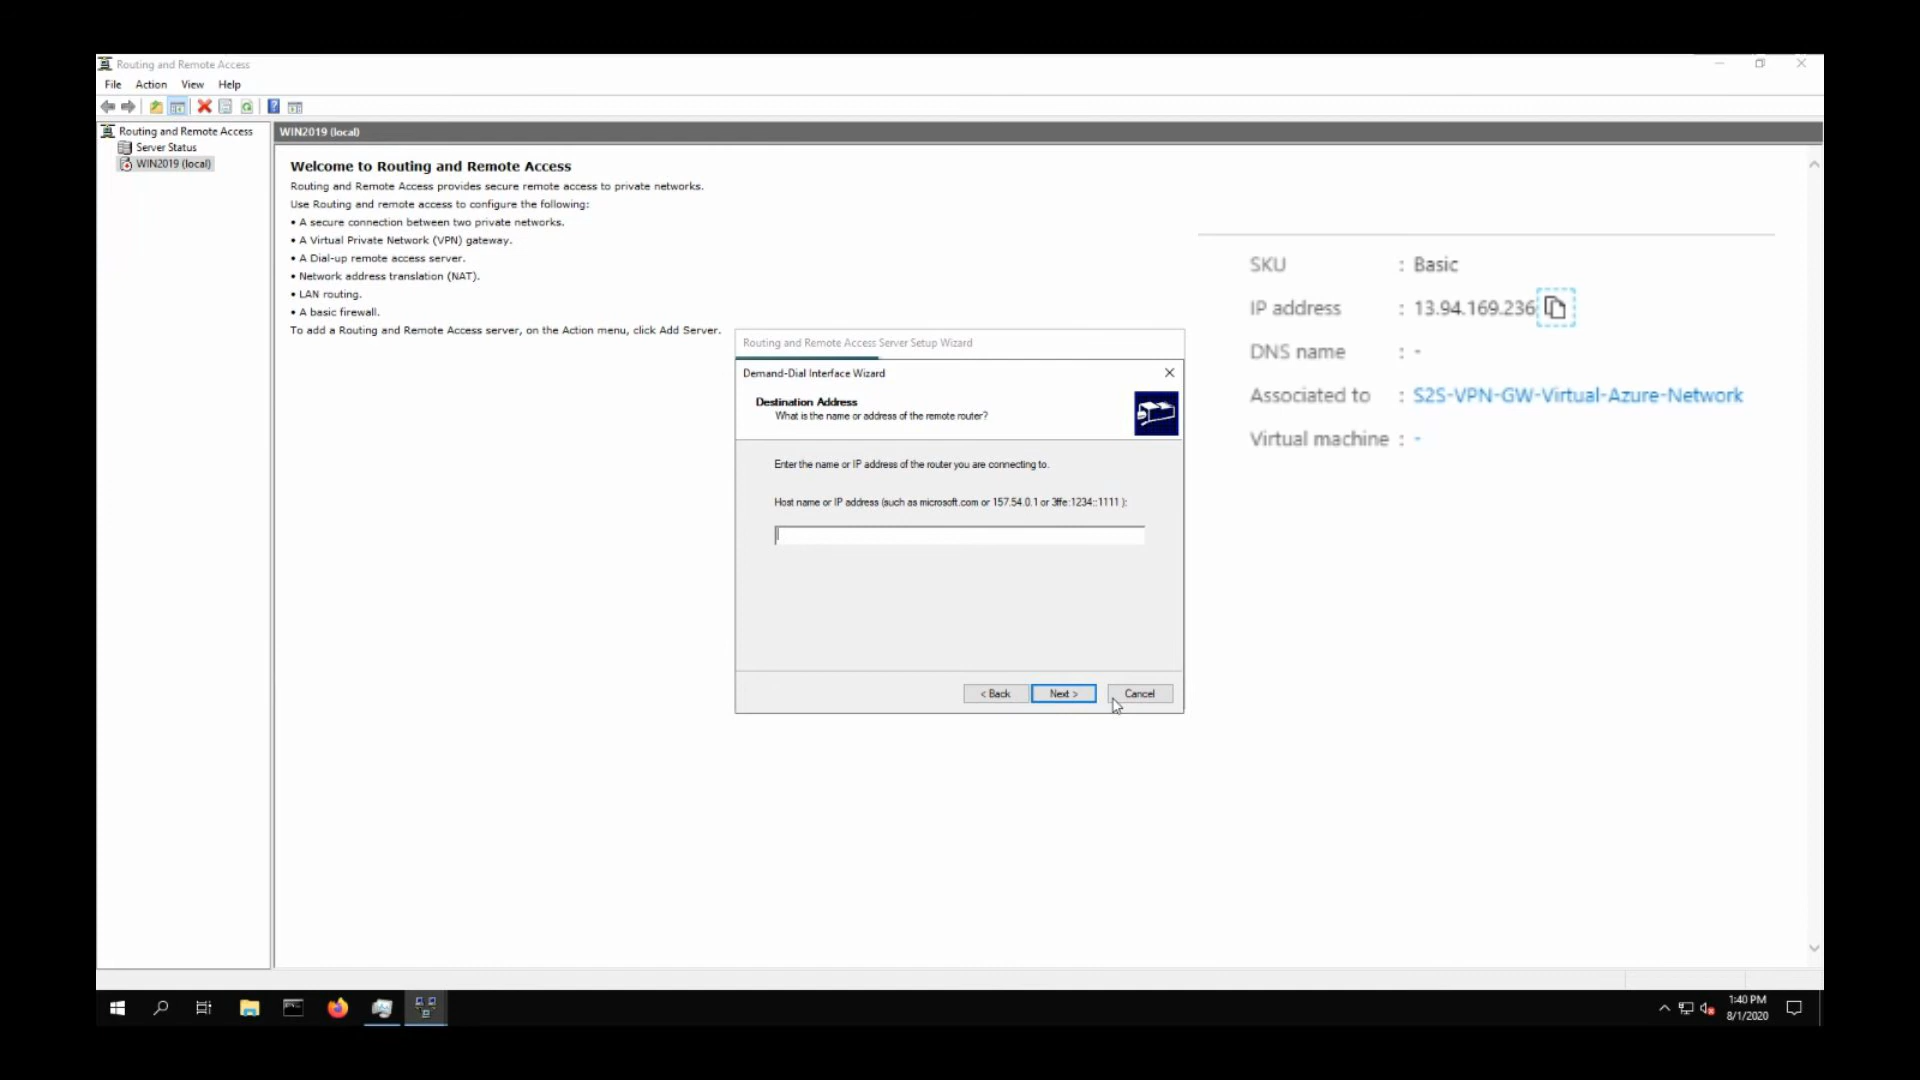 Routing and Remote Access
File Action View Help
Routing and Remote Access
Server Status
WIN2019 (local)
WIN2019 (local)
Welcome to Routing and Remote Access
Routing and Remote Access provides secure remote access to private networks.
Use Routing and remote access to configure the following:
• A secure connection between two private networks.
• A Virtual Private Network (VPN) gateway.
• A Dial-up remote access server.
• Network address translation (NAT).
• LAN routing.
• A basic firewall.
To add a Routing and Remote Access server, on the Action menu, click Add Server.
Routing and Remote Access Server Setup Wizard
Demand-Dial Interface Wizard
Destination Address
What is the name or address of the remote router?
Enter the name or IP address of the router you are connecting to.
Host name or IP address (such as microsoft.com or 157.54.0.1 or 3ffe:1234::1111 ):
< Back Next > Cancel
SKU : Basic
IP address : 13.94.169.236
DNS name : -
Associated to : S2S-VPN-GW-Virtual-Azure-Network
Virtual machine : -
1:40 PM
8/1/2020